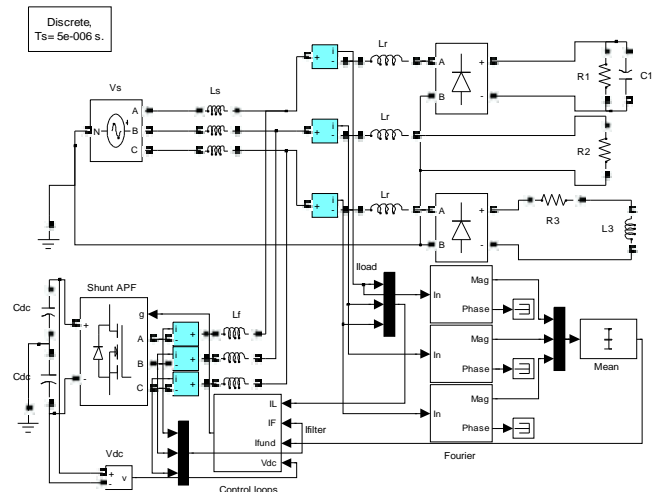 Discrete,
Ts= 5e-006 s.
Vs
N
A
B
C
Ls
i
+ -
Lr
A
B
+
-
R1
C1
i
+ -
Lr
R2
i
+ -
Lr
A
B
+
-
R3
L3
Iload
Shunt APF
Cdc
Cdc
+
-
g
A
B
C
i
- +
i
- +
i
- +
Lf
In
Mag
Phase
In
Mag
Phase
In
Mag
Phase
Fourier
Mean
IL
IF
Ifund
Vdc
Ifilter
Control loops
Vdc
+
-
v